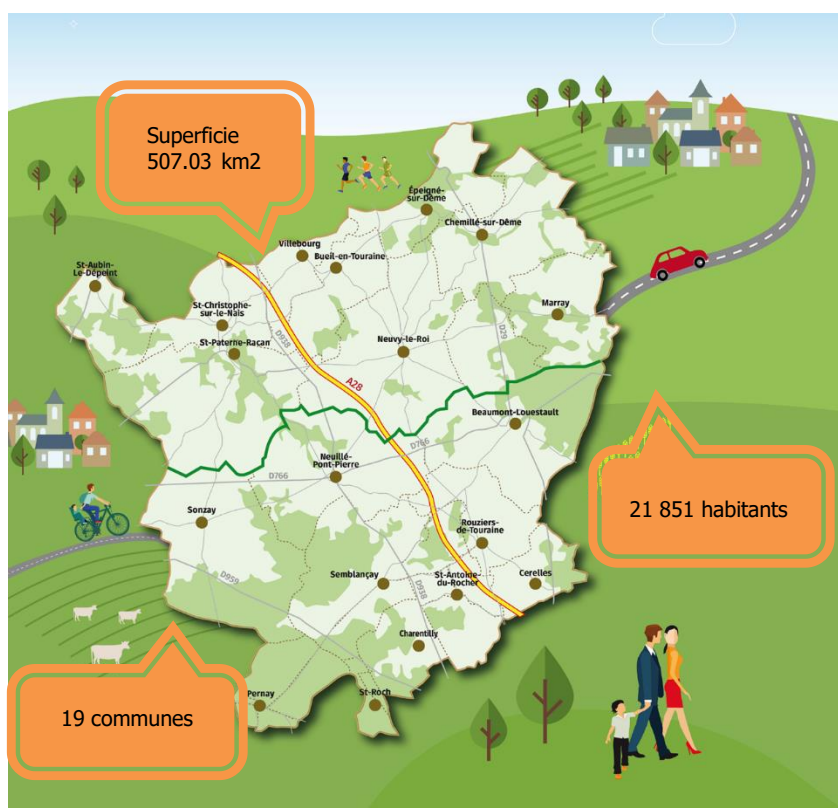 Superficie
507.03 km2
Épeigné-
sur-Dême
Chemillé-sur-Dême
Villebourg
Bueil-en-Touraine
St-Aubin-
Le-Dépeint
St-Christophe-
sur-le-Nais
Marray
D938
D29
St-Paterne-Racan
Neuvy-le-Roi
A28
Beaumont-Louestault
D766
Neuillé-
Pont-Pierre
D766
21 851 habitants
Sonzay
Rouziers-
de-Touraine
D959
Semblançay
St-Antoine-
du-Rocher
Cerelles
D938
Charentilly
19 communes
Pernay
St-Roch